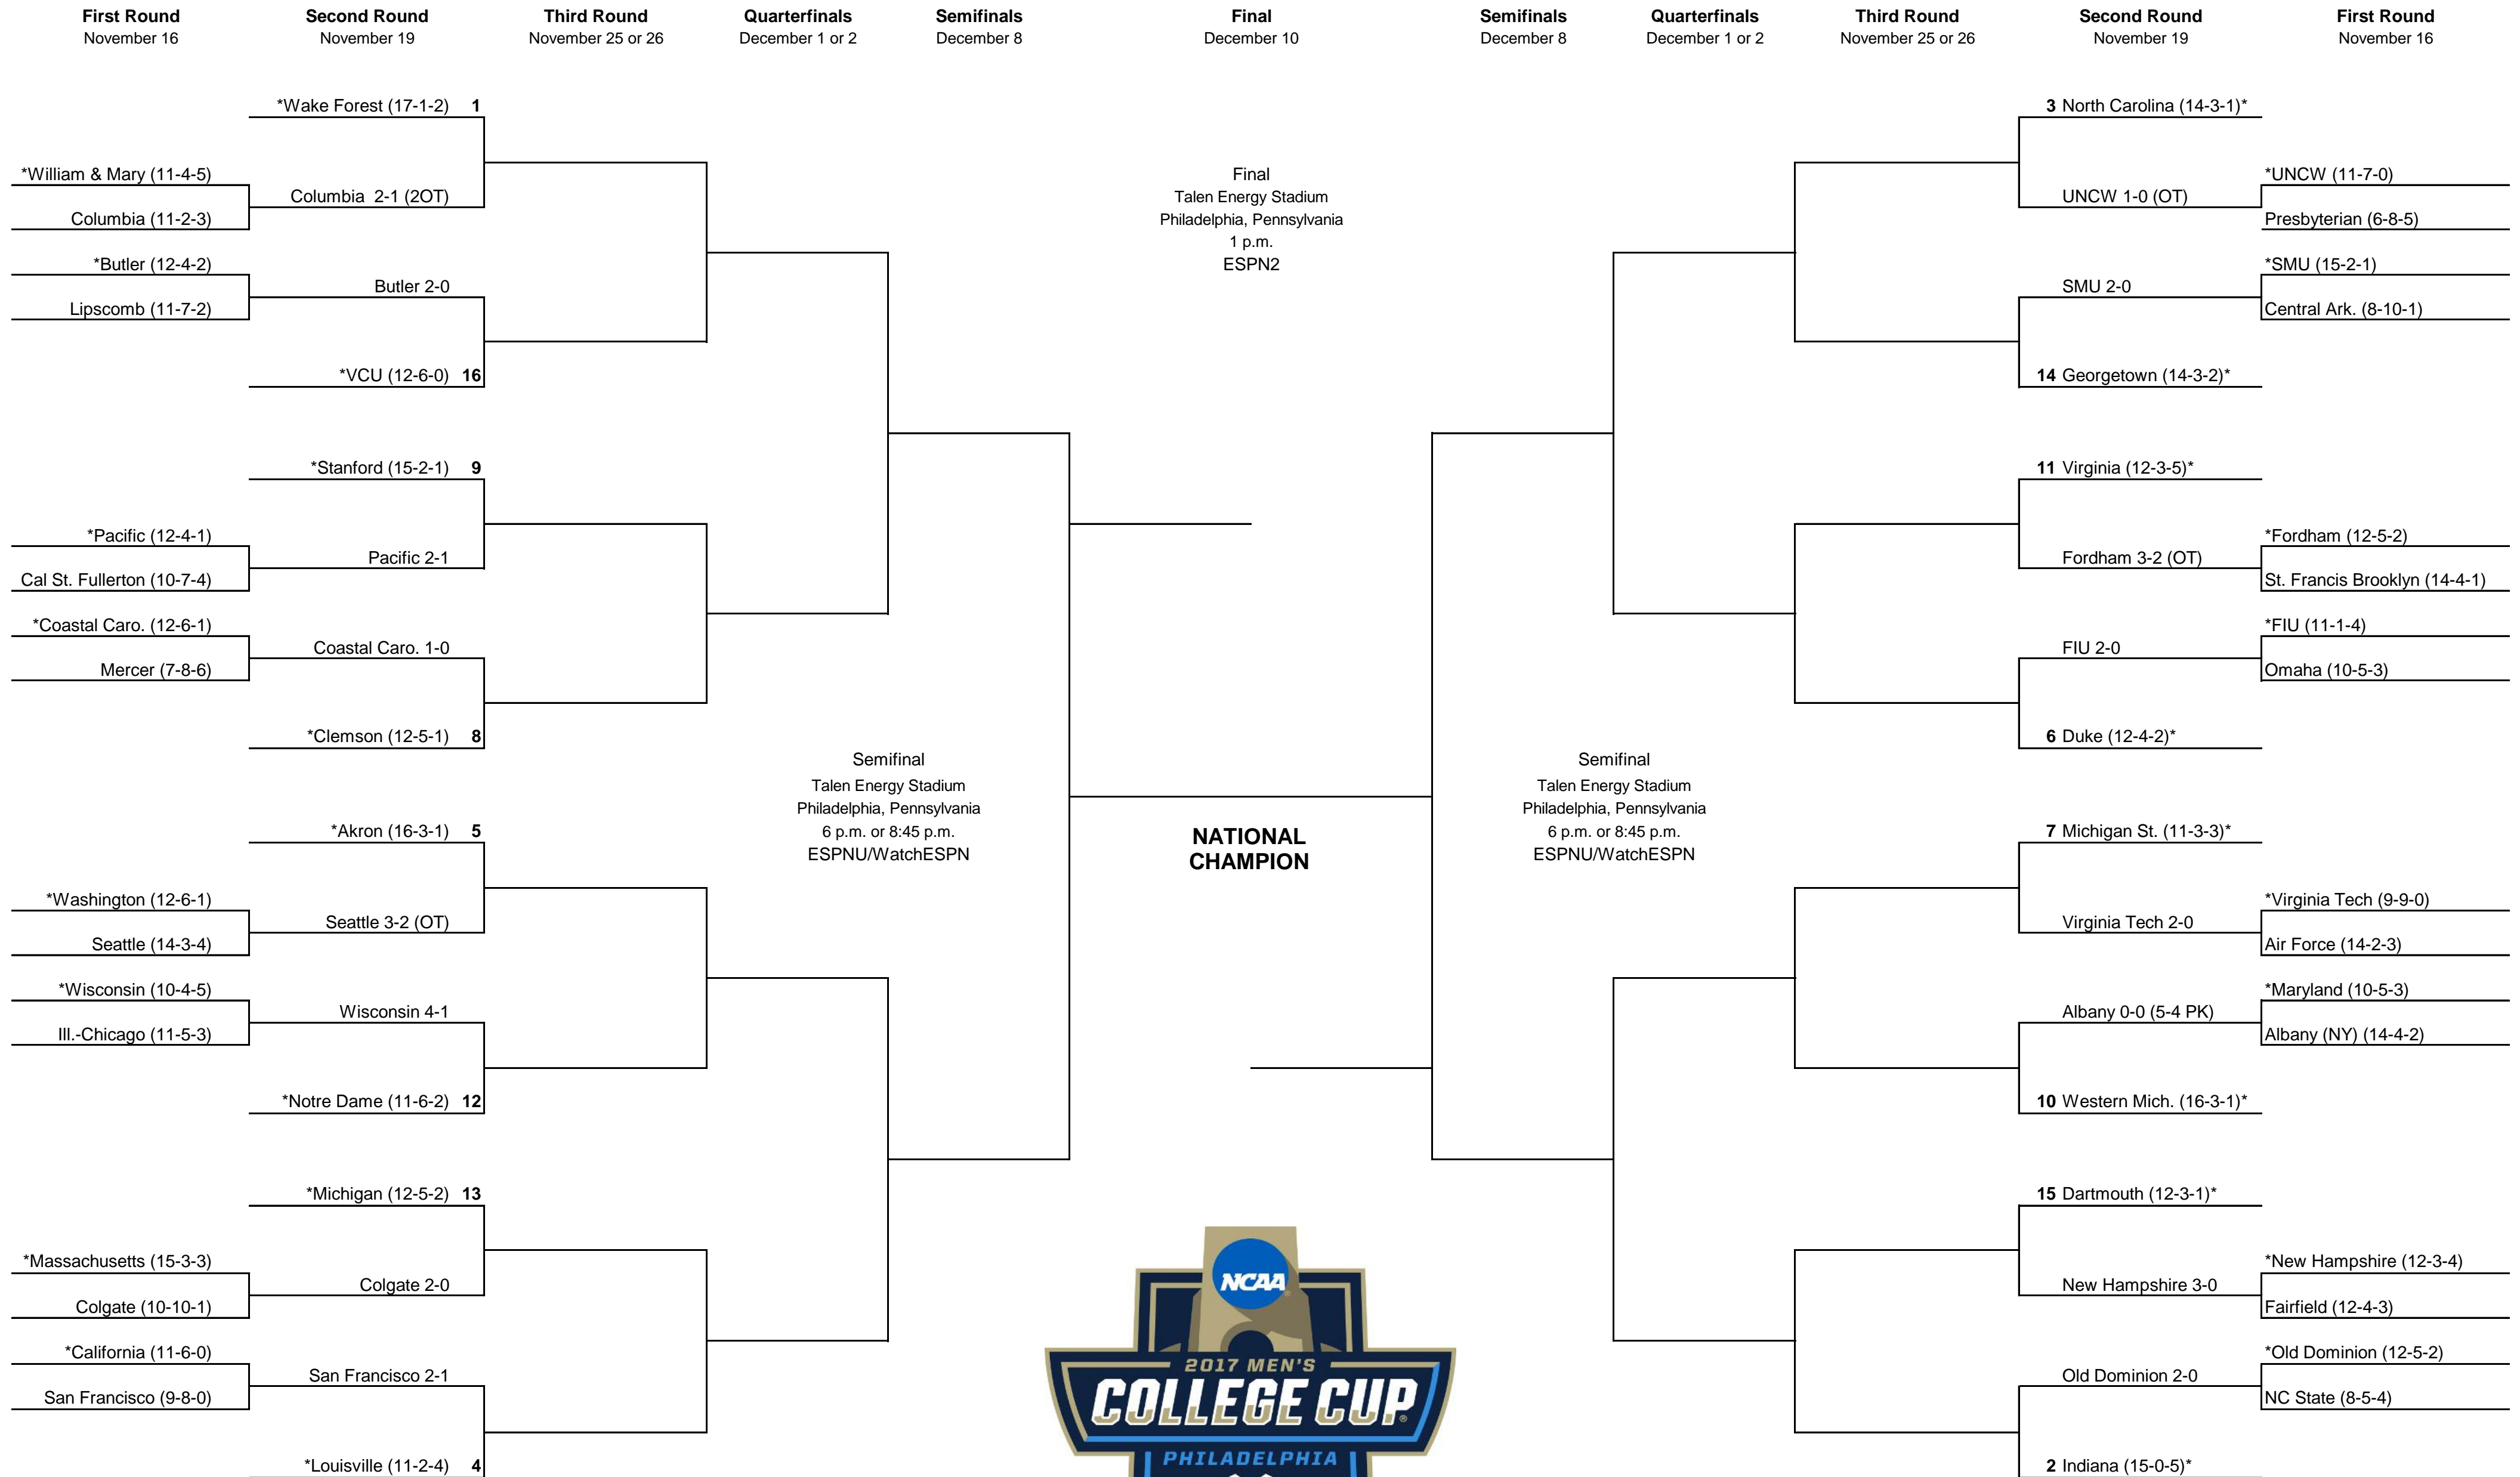 First Round
November 16
Second Round
November 19
Third Round
November 25 or 26
Quarterfinals
December 1 or 2
Semifinals
December 8
Final
December 10
Semifinals
December 8
Quarterfinals
December 1 or 2
Third Round
November 25 or 26
Second Round
November 19
First Round
November 16
*Wake Forest (17-1-2) 1
*William & Mary (11-4-5)
Columbia 2-1 (2OT)
Columbia (11-2-3)
*Butler (12-4-2)
Butler 2-0
Lipscomb (11-7-2)
*VCU (12-6-0) 16
*Stanford (15-2-1) 9
*Pacific (12-4-1)
Pacific 2-1
Cal St. Fullerton (10-7-4)
*Coastal Caro. (12-6-1)
Coastal Caro. 1-0
Mercer (7-8-6)
*Clemson (12-5-1) 8
*Akron (16-3-1) 5
*Washington (12-6-1)
Seattle 3-2 (OT)
Seattle (14-3-4)
*Wisconsin (10-4-5)
Wisconsin 4-1
Ill.-Chicago (11-5-3)
*Notre Dame (11-6-2) 12
*Michigan (12-5-2) 13
*Massachusetts (15-3-3)
Colgate 2-0
Colgate (10-10-1)
*California (11-6-0)
San Francisco 2-1
San Francisco (9-8-0)
*Louisville (11-2-4) 4
Semifinal
Talen Energy Stadium
Philadelphia, Pennsylvania
6 p.m. or 8:45 p.m.
ESPNU/WatchESPN
Final
Talen Energy Stadium
Philadelphia, Pennsylvania
1 p.m.
ESPN2
NATIONAL
CHAMPION
NCAA
2017 MEN'S
COLLEGE CUP®
PHILADELPHIA
Semifinal
Talen Energy Stadium
Philadelphia, Pennsylvania
6 p.m. or 8:45 p.m.
ESPNU/WatchESPN
3 North Carolina (14-3-1)*
*UNCW (11-7-0)
UNCW 1-0 (OT)
Presbyterian (6-8-5)
*SMU (15-2-1)
SMU 2-0
Central Ark. (8-10-1)
14 Georgetown (14-3-2)*
11 Virginia (12-3-5)*
*Fordham (12-5-2)
Fordham 3-2 (OT)
St. Francis Brooklyn (14-4-1)
*FIU (11-1-4)
FIU 2-0
Omaha (10-5-3)
6 Duke (12-4-2)*
7 Michigan St. (11-3-3)*
*Virginia Tech (9-9-0)
Virginia Tech 2-0
Air Force (14-2-3)
*Maryland (10-5-3)
Albany 0-0 (5-4 PK)
Albany (NY) (14-4-2)
10 Western Mich. (16-3-1)*
15 Dartmouth (12-3-1)*
*New Hampshire (12-3-4)
New Hampshire 3-0
Fairfield (12-4-3)
*Old Dominion (12-5-2)
Old Dominion 2-0
NC State (8-5-4)
2 Indiana (15-0-5)*